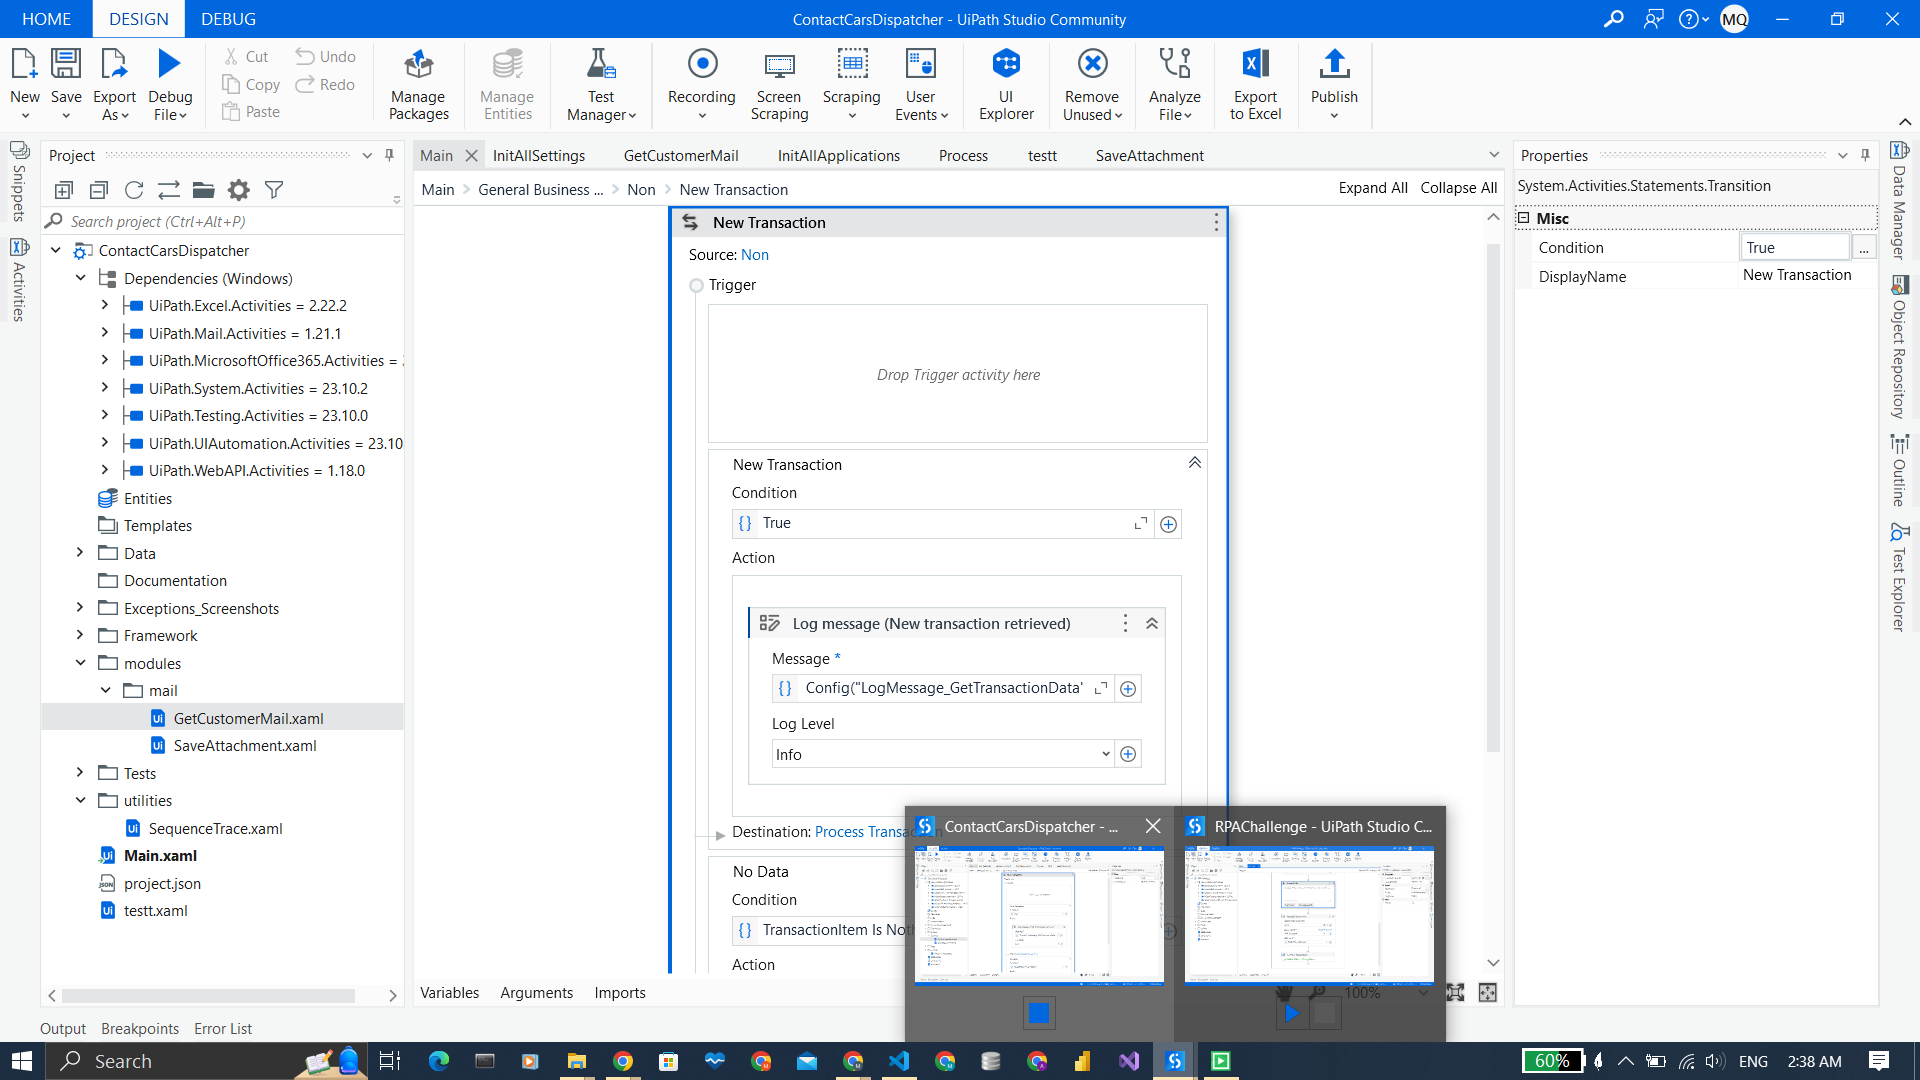 HOME DESIGN DEBUG ContactCarsDispatcher - UiPath Studio Community MQ
New Save Export As Debug File Cut Copy Paste Undo Redo Manage Packages Manage Entities Test Manager Recording Screen Scraping Scraping User Events UI Explorer Remove Unused Analyze File Export to Excel Publish
Snippets
Activities
Project
Search project (Ctrl+Alt+P)
ContactCarsDispatcher
Dependencies (Windows)
UiPath.Excel.Activities = 2.22.2
UiPath.Mail.Activities = 1.21.1
UiPath.MicrosoftOffice365.Activities =
UiPath.System.Activities = 23.10.2
UiPath.Testing.Activities = 23.10.0
UiPath.UIAutomation.Activities = 23.10
UiPath.WebAPI.Activities = 1.18.0
Entities
Templates
Data
Documentation
Exceptions_Screenshots
Framework
modules
mail
GetCustomerMail.xaml
SaveAttachment.xaml
Tests
utilities
SequenceTrace.xaml
Main.xaml
project.json
testt.xaml
Main InitAllSettings GetCustomerMail InitAllApplications Process testt SaveAttachment
Main > General Business ... > Non > New Transaction Expand All Collapse All
New Transaction
Source: Non
Trigger
Drop Trigger activity here
New Transaction
Condition
{} True
Action
Log message (New transaction retrieved)
Message *
{} Config("LogMessage_GetTransactionData"
Log Level
Info
Destination: Process Transac
No Data
Condition
{} TransactionItem Is Not
Action
ContactCarsDispatcher - ... RPAChallenge - UiPath Studio C...
Variables Arguments Imports 100%
Properties
System.Activities.Statements.Transition
Misc
Condition True ...
DisplayName New Transaction
Data Manager
Object Repository
Outline
Test Explorer
Output Breakpoints Error List
Search 60% ENG 2:38 AM